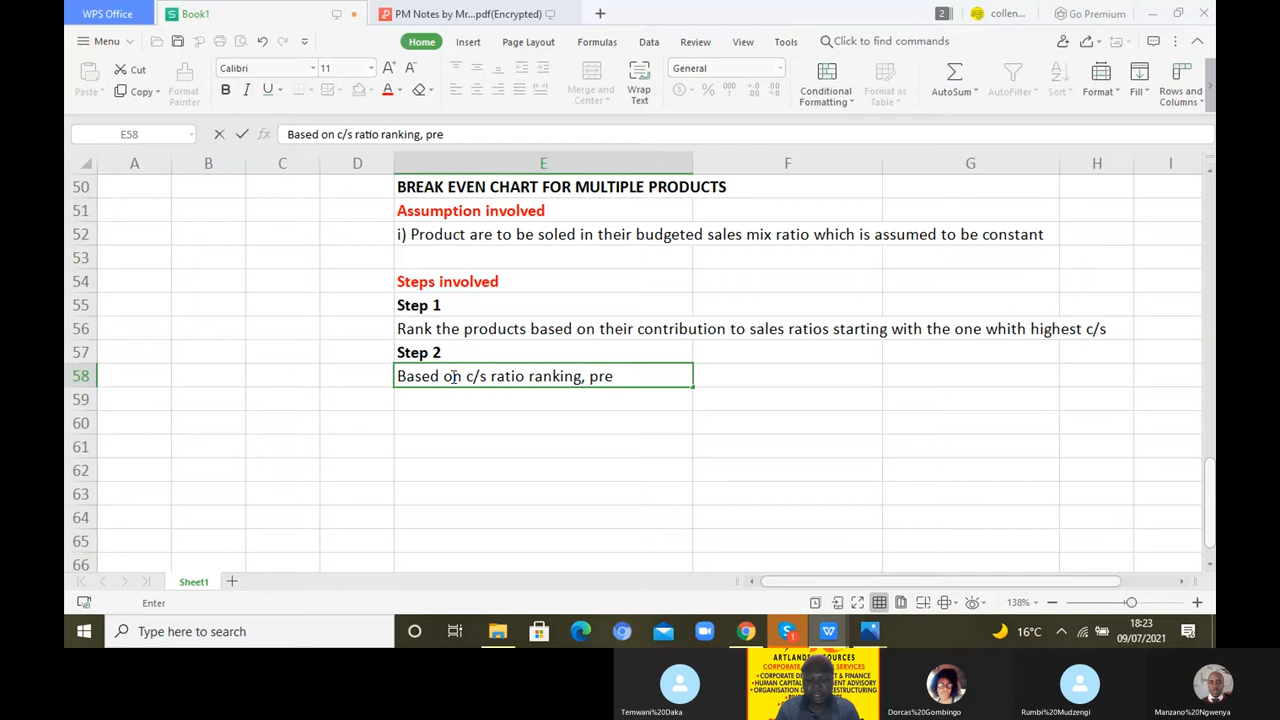 WPS Office
Book1
PM Notes by Mr...pdf(Encrypted)
2
collen...
Go Premium
Menu
Home
Insert
Page Layout
Formulas
Data
Review
View
Tools
Click to find commands
Paste
Cut
Copy
Format Painter
Calibri
11
Merge and Center
Wrap Text
General
Conditional Formatting
Format as Table
AutoSum
AutoFilter
Sort
Format
Fill
Rows and Columns
E58
Based on c/s ratio ranking, pre
A B C D E F G H I
50 BREAK EVEN CHART FOR MULTIPLE PRODUCTS
51 Assumption involved
52 i) Product are to be soled in their budgeted sales mix ratio which is assumed to be constant
53
54 Steps involved
55 Step 1
56 Rank the products based on their contribution to sales ratios starting with the one whith highest c/s
57 Step 2
58 Based on c/s ratio ranking, pre
59
60
61
62
63
64
65
66
Sheet1
Enter
138%
Type here to search
16°C
18:23
09/07/2021
ARTLANDS RESOURCES
Temwani%20Daka
Dorcas%20Gombingo
Rumbi%20Mudzengi
Manzano%20Ngwenya